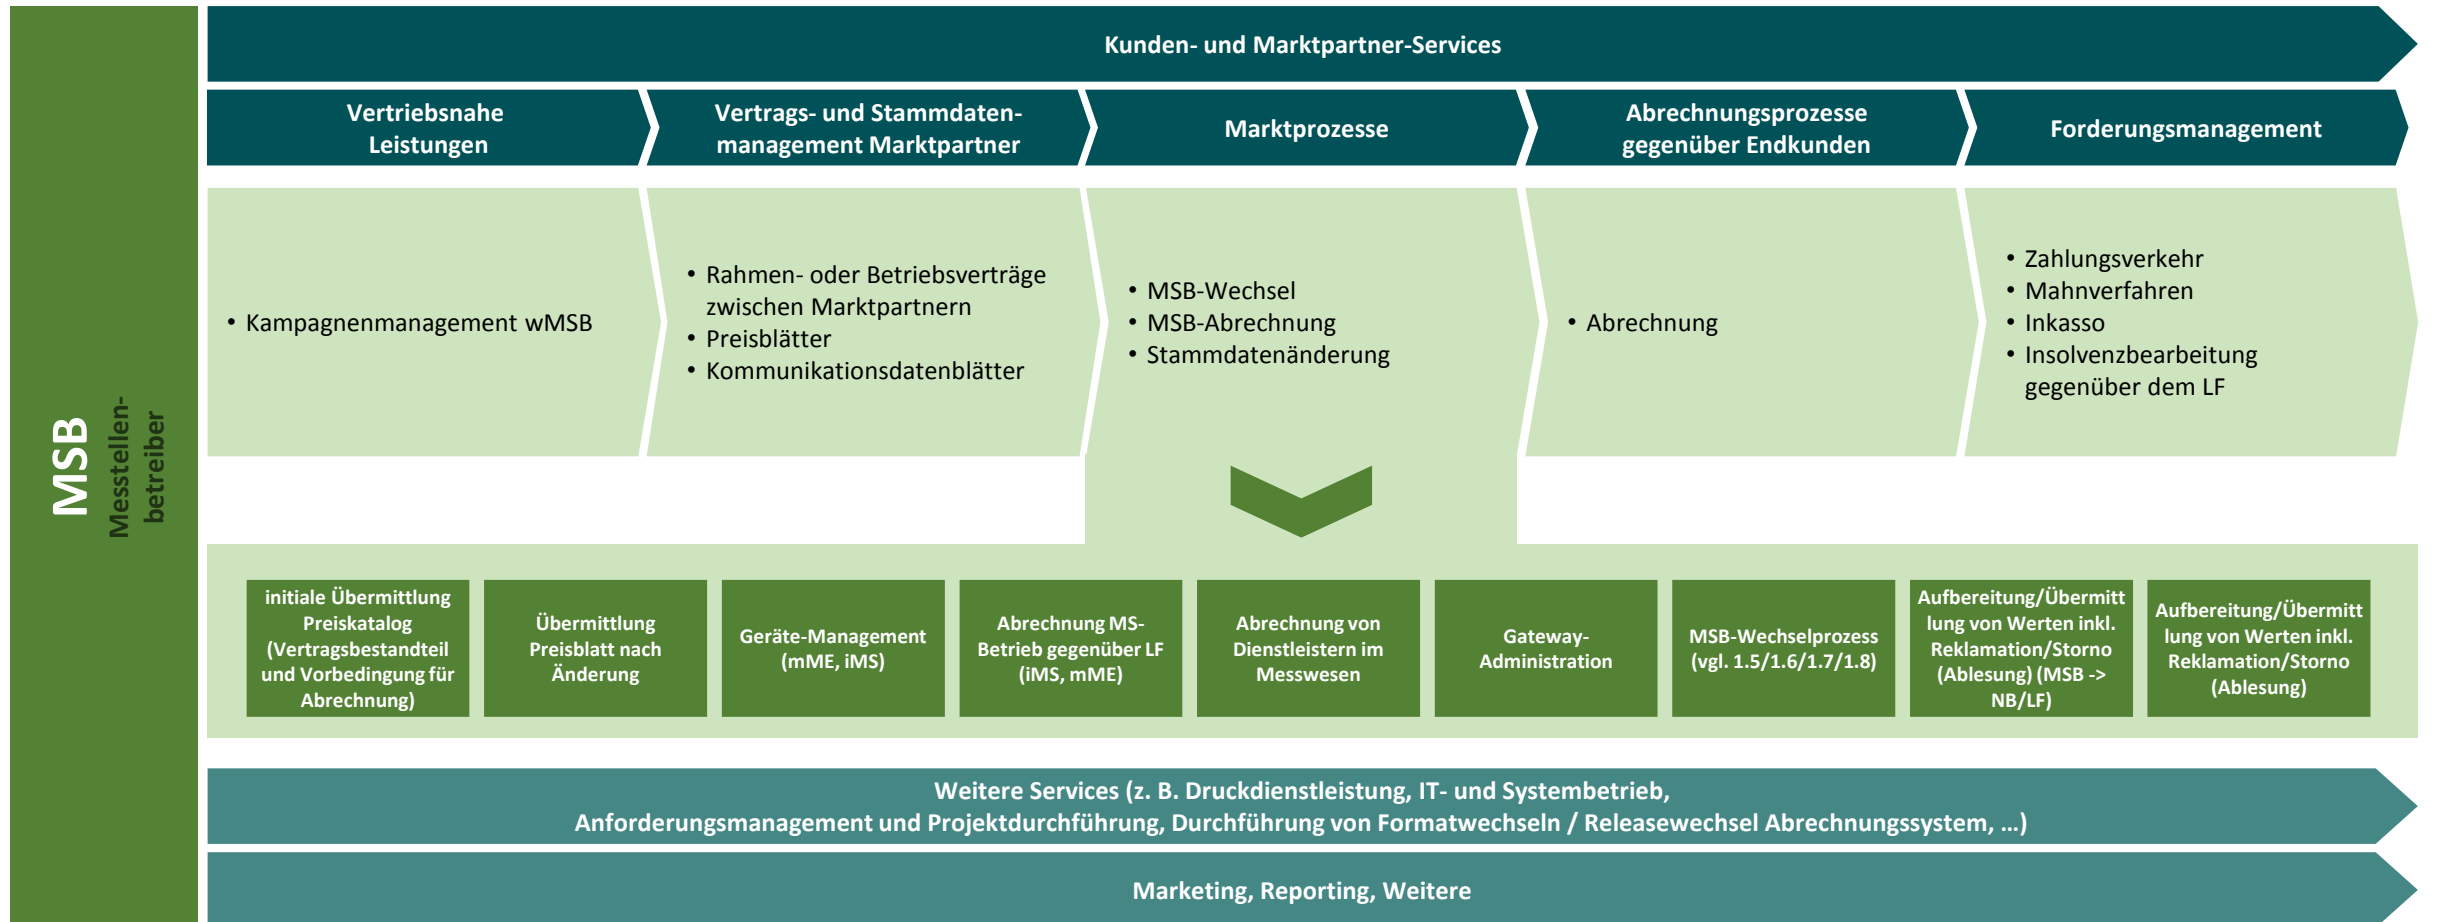 MSB
Messtellen-
betreiber
Kunden- und Marktpartner-Services
Vertriebsnahe
Leistungen
Vertrags- und Stammdaten-
management Marktpartner
Marktprozesse
Abrechnungsprozesse
gegenüber Endkunden
Forderungsmanagement
• Kampagnenmanagement wMSB
• Rahmen- oder Betriebsverträge
zwischen Marktpartnern
• Preisblätter
• Kommunikationsdatenblätter
• MSB-Wechsel
• MSB-Abrechnung
• Stammdatenänderung
• Abrechnung
• Zahlungsverkehr
• Mahnverfahren
• Inkasso
• Insolvenzbearbeitung
gegenüber dem LF
initiale Übermittlung
Preiskatalog
(Vertragsbestandteil
und Vorbedingung für
Abrechnung)
Übermittlung
Preisblatt nach
Änderung
Geräte-Management
(mME, iMS)
Abrechnung MS-
Betrieb gegenüber LF
(iMS, mME)
Abrechnung von
Dienstleistern im
Messwesen
Gateway-
Administration
MSB-Wechselprozess
(vgl. 1.5/1.6/1.7/1.8)
Aufbereitung/Übermitt
lung von Werten inkl.
Reklamation/Storno
(Ablesung) (MSB ->
NB/LF)
Aufbereitung/Übermitt
lung von Werten inkl.
Reklamation/Storno
(Ablesung)
Weitere Services (z. B. Druckdienstleistung, IT- und Systembetrieb,
Anforderungsmanagement und Projektdurchführung, Durchführung von Formatwechseln / Releasewechsel Abrechnungssystem, …)
Marketing, Reporting, Weitere